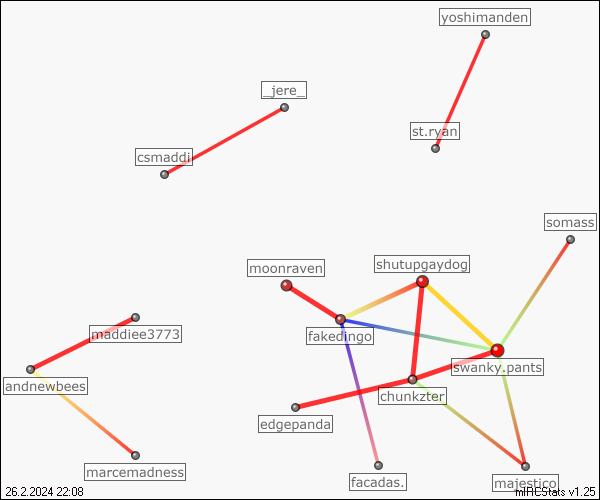 yoshimanden
_jere_
st.ryan
csmaddi
somass
shutupgaydog
moonraven
maddiee3773
fakedingo
swanky.pants
andnewbees
chunkzter
edgepanda
marcemadness
facadas.
majestico
26.2.2024 22:08
mIRCStats v1.25